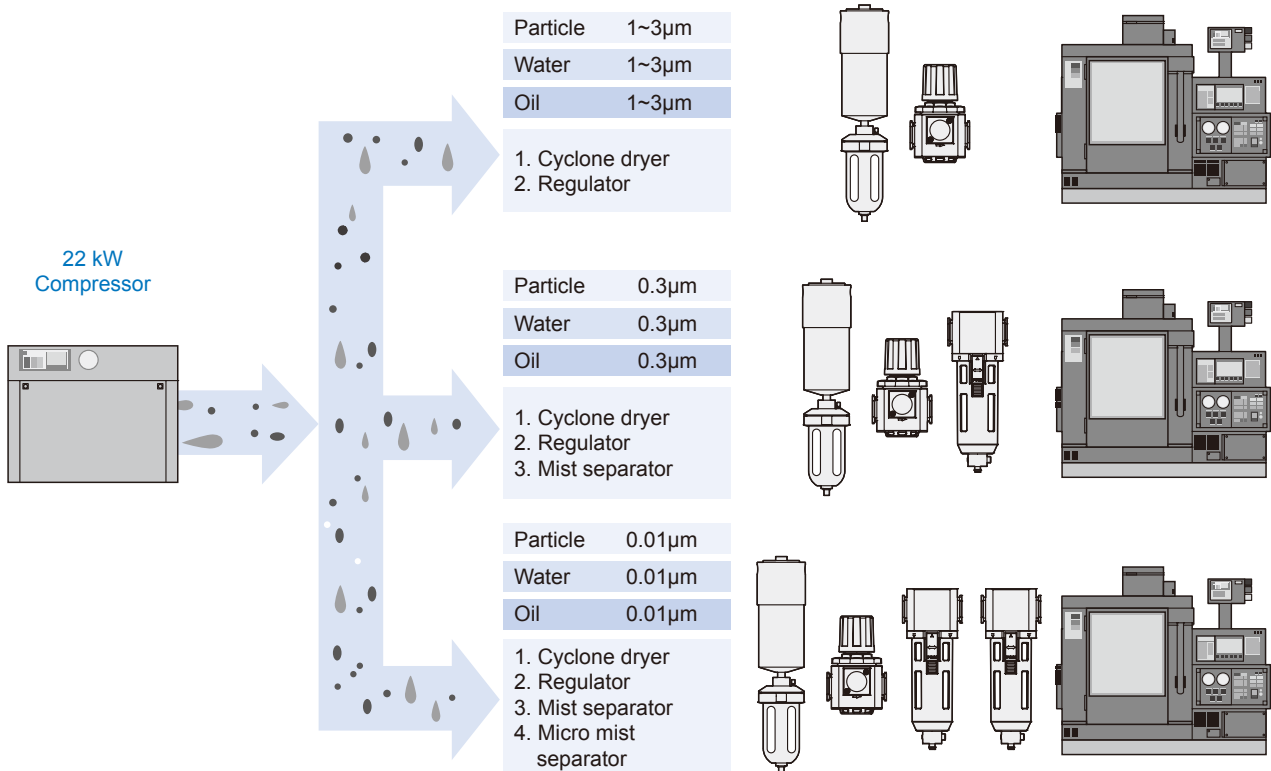 Particle 1~3µm
Water 1~3µm
Oil 1~3µm
1. Cyclone dryer
2. Regulator
22 kW
Compressor
Particle 0.3µm
Water 0.3µm
Oil 0.3µm
1. Cyclone dryer
2. Regulator
3. Mist separator
Particle 0.01µm
Water 0.01µm
Oil 0.01µm
1. Cyclone dryer
2. Regulator
3. Mist separator
4. Micro mist
separator